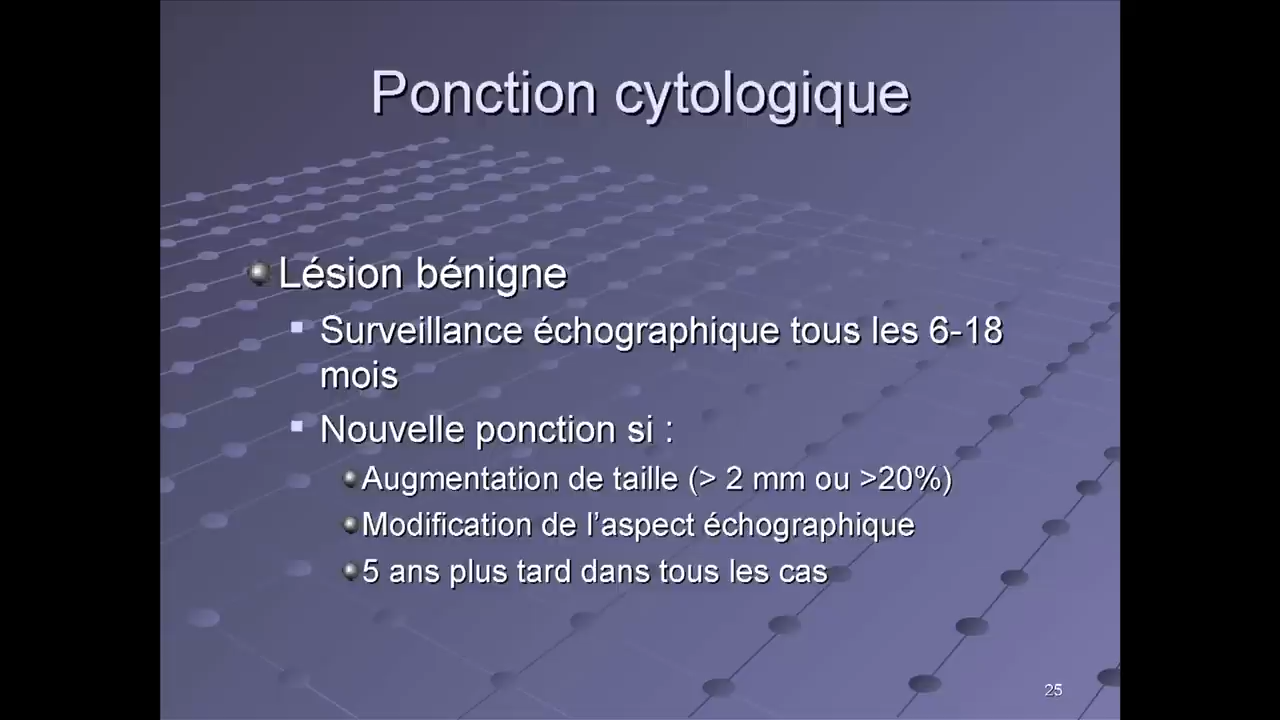 Ponction cytologique
Lésion bénigne
Surveillance échographique tous les 6-18
mois
Nouvelle ponction si :
Augmentation de taille (> 2 mm ou >20%)
Modification de l’aspect échographique
5 ans plus tard dans tous les cas
25